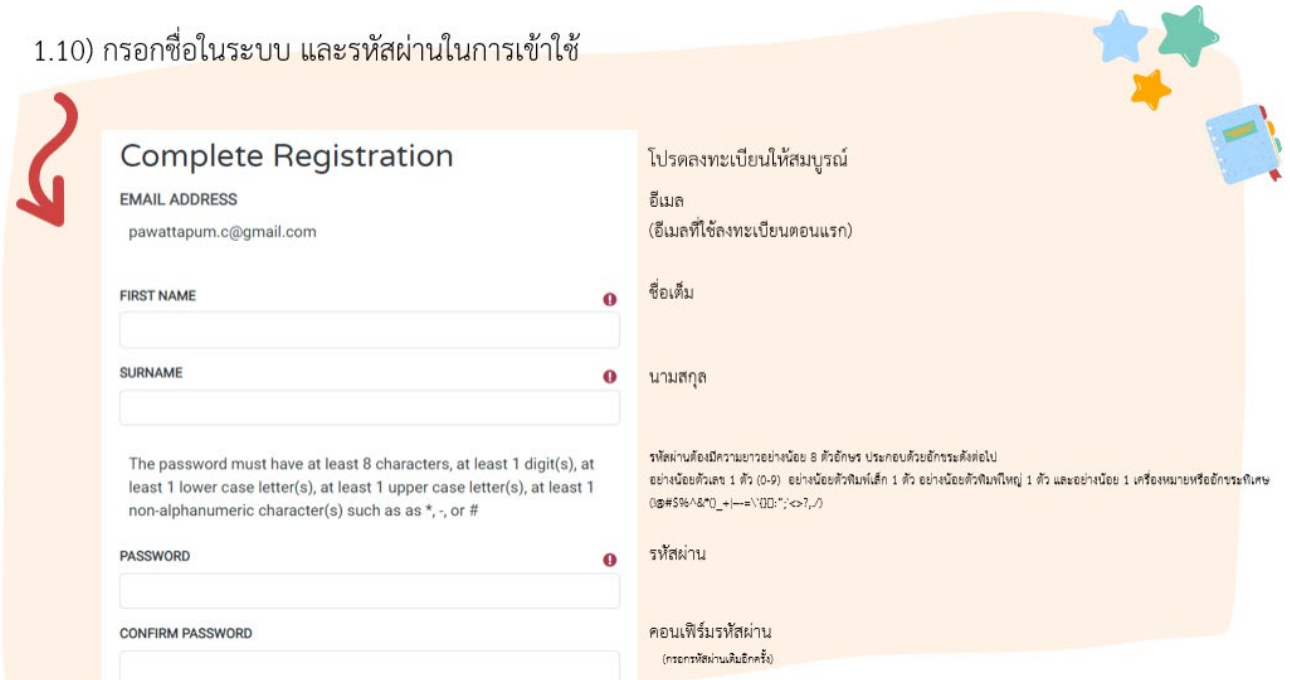 1.10) กรอกชื่อในระบบ และรหัสผ่านในการเข้าใช้
Complete Registration
โปรดลงทะเบียนให้สมบูรณ์
EMAIL ADDRESS
อีเมล
pawattapum.c@gmail.com
(อีเมลที่ใช้ลงทะเบียนตอนแรก)
FIRST NAME
ชื่อเต็ม
SURNAME
นามสกุล
The password must have at least 8 characters, at least 1 digit(s), at
least 1 lower case letter(s), at least 1 upper case letter(s), at least 1
non-alphanumeric character(s) such as as *, -, or #
รหัสผ่านต้องมีความยาวอย่างน้อย 8 ตัวอักษร ประกอบด้วยอักขระดังต่อไป
อย่างน้อยตัวเลข 1 ตัว (0-9) อย่างน้อยตัวพิมพ์เล็ก 1 ตัว อย่างน้อยตัวพิมพ์ใหญ่ 1 ตัว และอย่างน้อย 1 เครื่องหมายหรืออักขระพิเศษ
PASSWORD
รหัสผ่าน
CONFIRM PASSWORD
คอนเฟิร์มรหัสผ่าน
(กรอกรหัสผ่านเดิมอีกครั้ง)